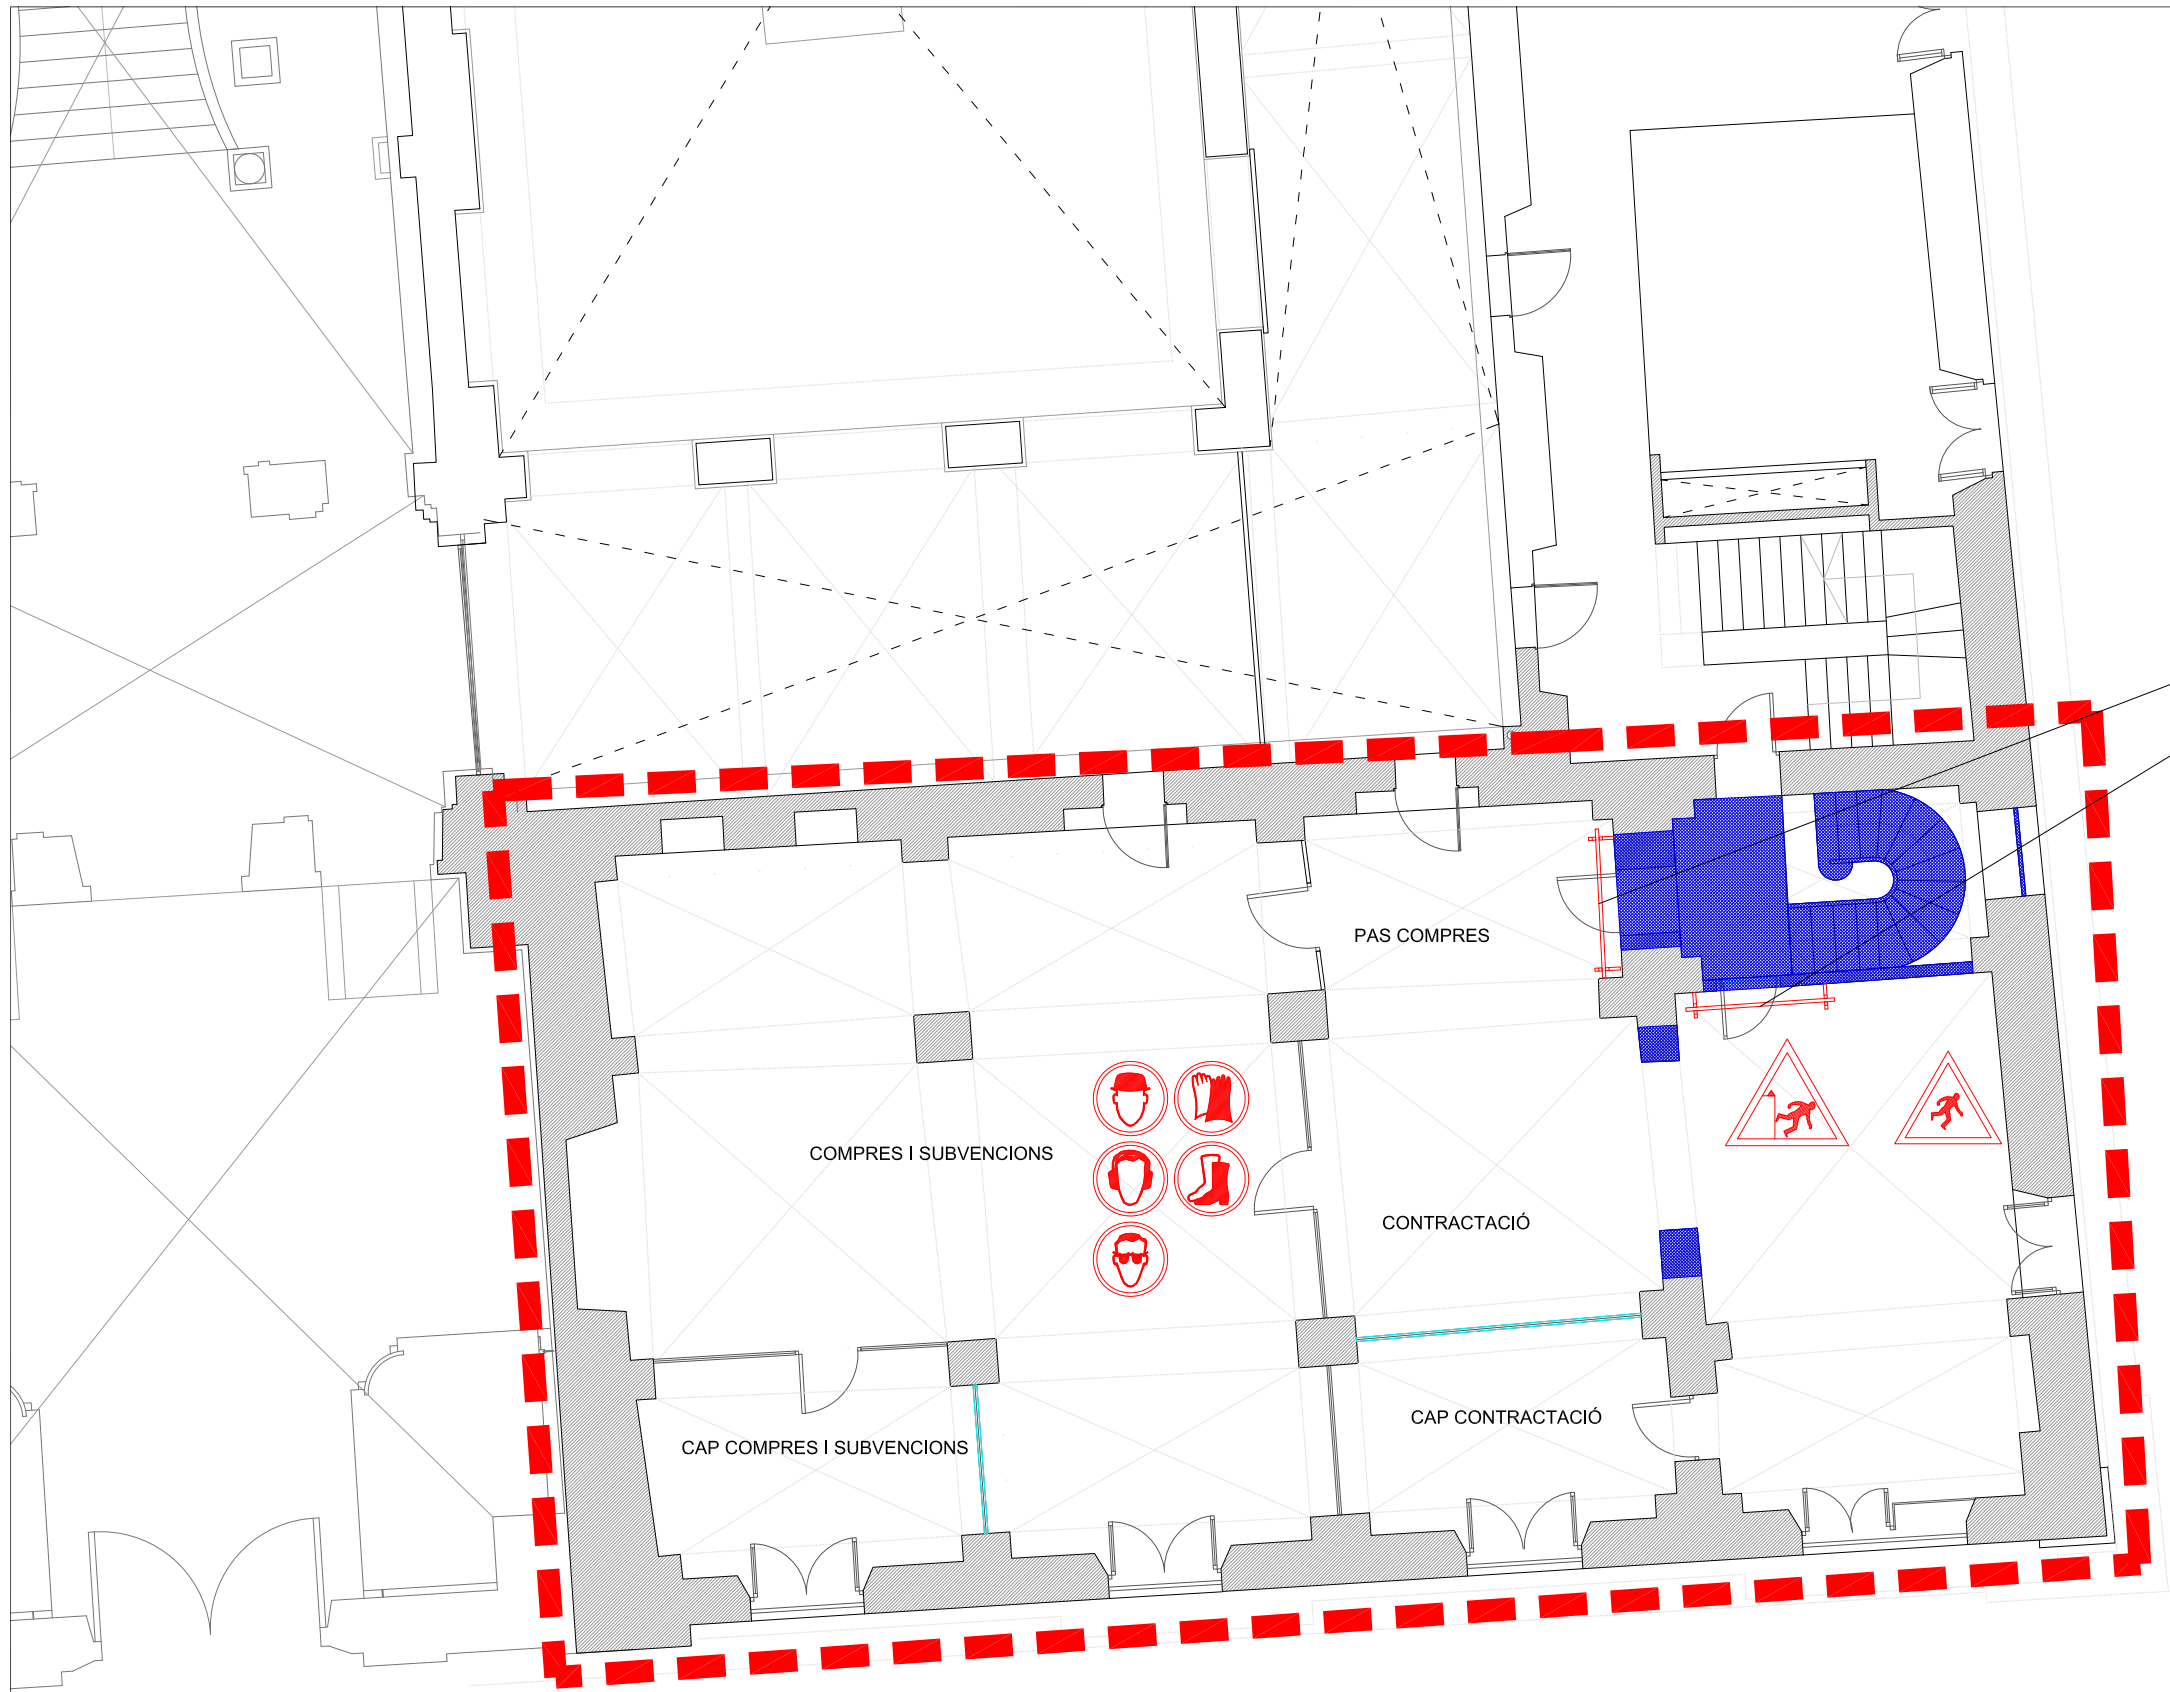 PAS COMPRES
COMPRES I SUBVENCIONS
CONTRACTACIÓ
CAP CONTRACTACIÓ
CAP COMPRES I SUBVENCIONS